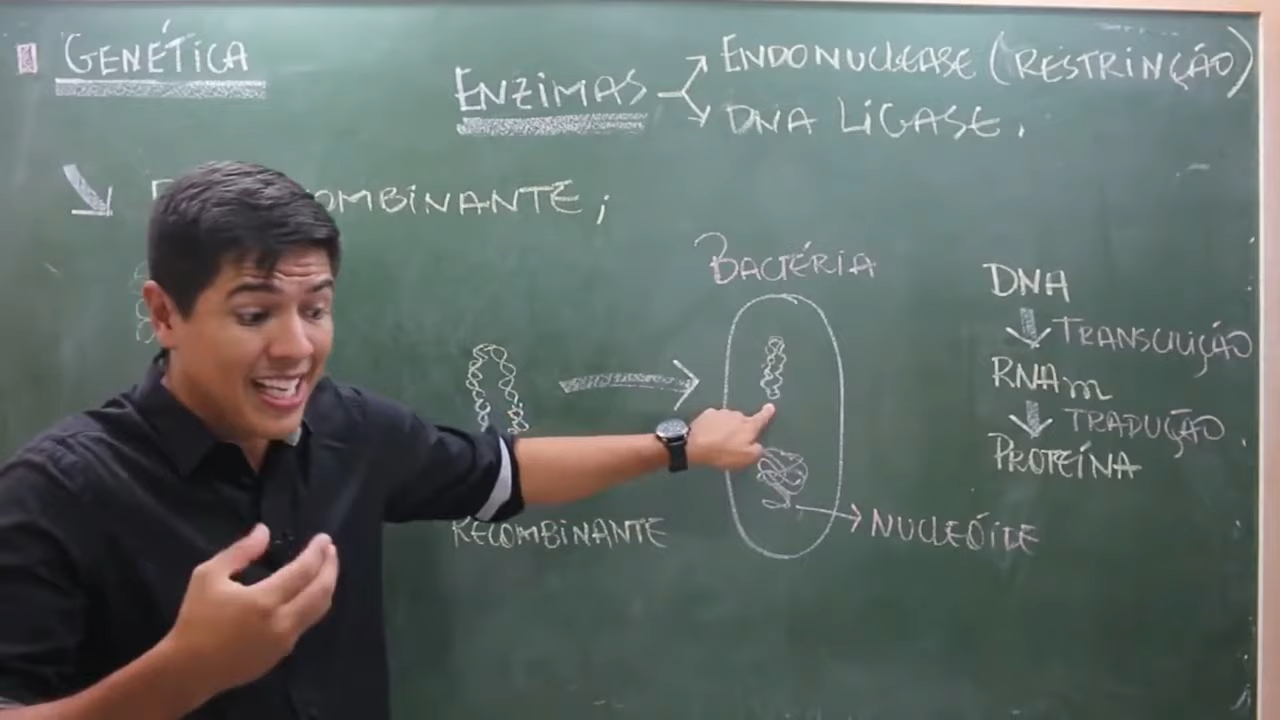 GENÉTICA
ENZIMAS
ENDONUCLEASE (RESTRINÇÃO)
DNA LIGASE.
OMBINANTE;
BACTÉRIA
DNA
TRANSCRIÇÃO
RNAm
TRADUÇÃO.
PROTEÍNA
RECOMBINANTE
NUCLEÓIDE